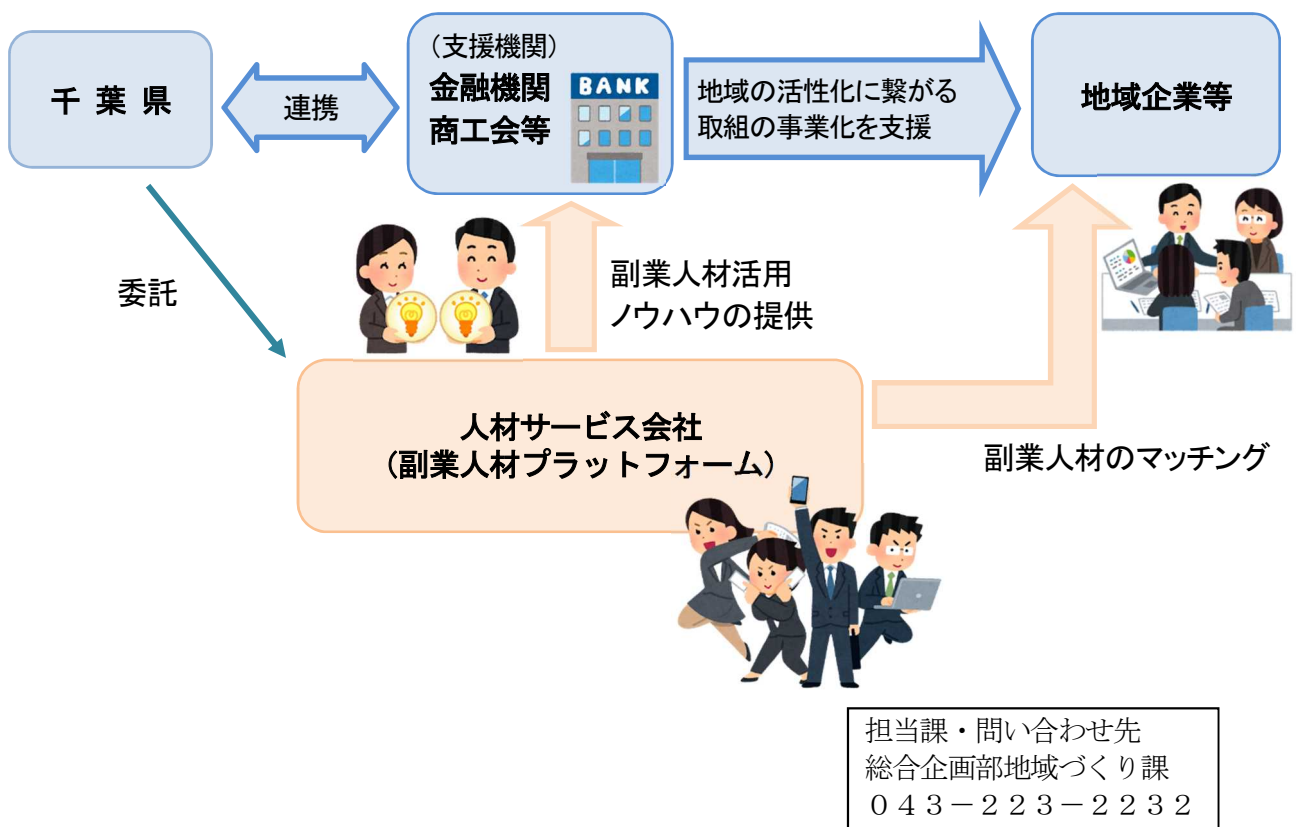 千 葉 県
連携
（支援機関）
金融機関
商工会等
BANK
地域の活性化に繋がる
取組の事業化を支援
地域企業等
委託
副業人材活用
ノウハウの提供
人材サービス会社
（副業人材プラットフォーム）
副業人材のマッチング
担当課・問い合わせ先
総合企画部地域づくり課
０４３－２２３－２２３２